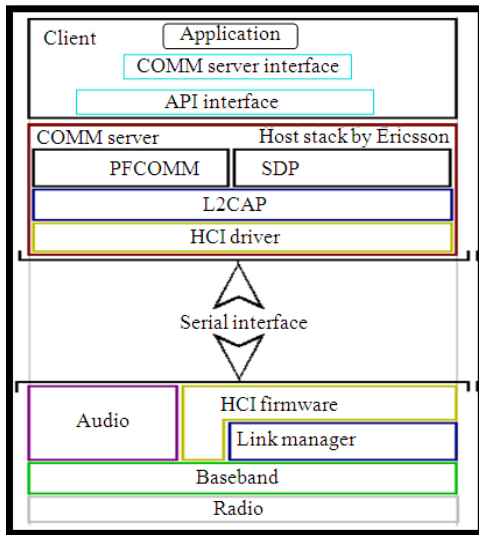 Client
Application
COMM server interface
API interface
COMM server
Host stack by Ericsson
PFCOMM
SDP
L2CAP
HCI driver
Serial interface
Audio
HCI firmware
Link manager
Baseband
Radio